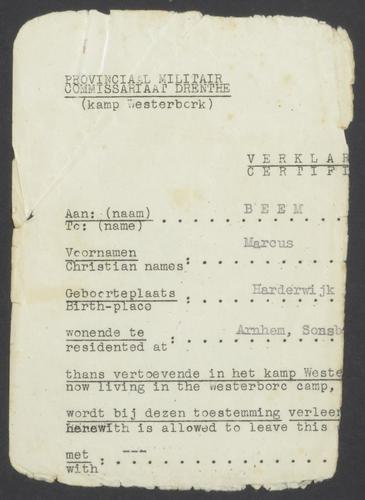 PROVINCIAAL MILITAIR
COMMISSARIAAT DRENTHE
(kamp Westerbork)
VERKLAR
CERTIFI
Aan: (naam) BEEM
To: (name)
Voornamen Marcus
Christian names
Geboorteplaats Harderwijk
Birth-place
wonende te Arnhem, Sonsb
residented at
thans vertoevende in het kamp Weste
now living in the Westerborc camp,
wordt bij dezen toestemming verleen
herewith is allowed to leave this
met ---
with